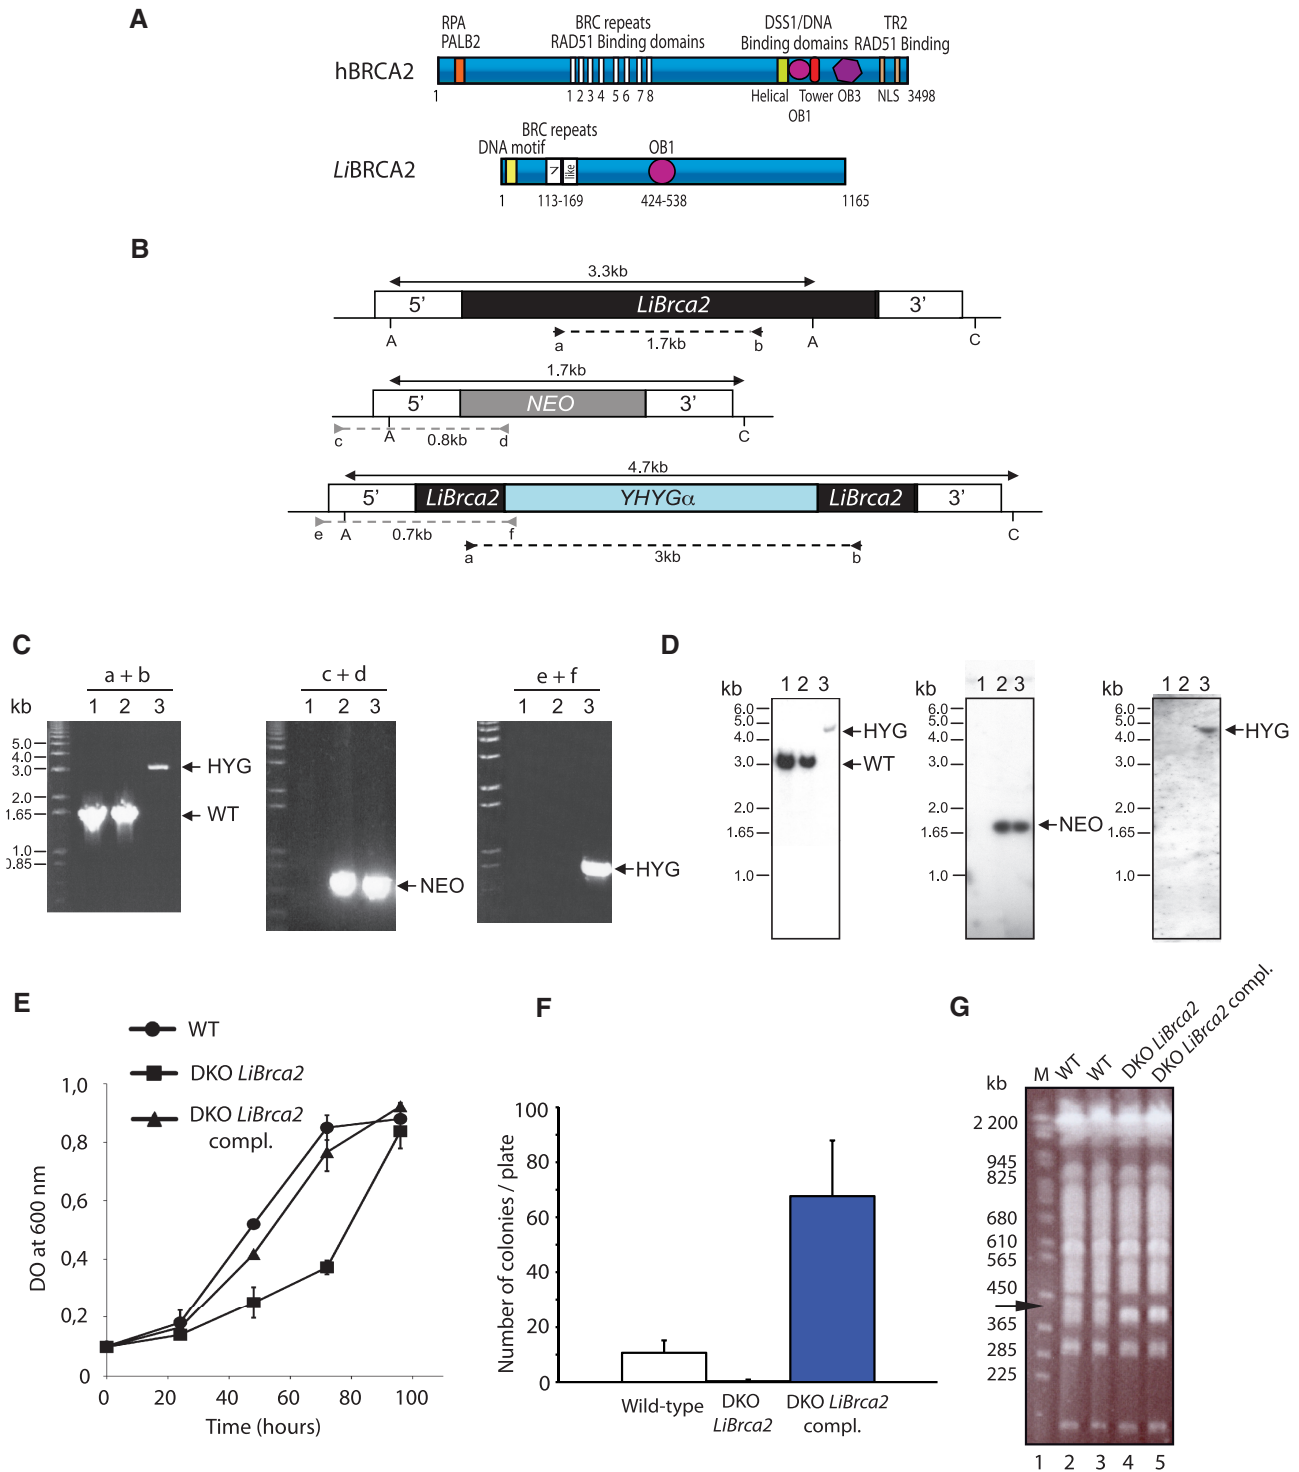 A
RPA BRC repeats DSS1/DNA TR2
PALB2 RAD51 Binding domains Binding domains RAD51 Binding
hBRCA2
1 1 2 3 4 5 6 7 8 Helical Tower OB3 NLS 3498
OB1
BRC repeats
DNA motif OB1
LiBRCA2
V like
1 113-169 424-538 1165
B
3.3kb
5’ LiBrca2 3’
A a 1.7kb b A C
1.7kb
5’ NEO 3’
c A 0.8kb d C
4.7kb
5’ LiBrca2 YHYGα LiBrca2 3’
e A 0.7kb f C
a 3kb b
C
a + b c + d e + f
kb 1 2 3 1 2 3 1 2 3
5.0
4.0
3.0 HYG
2.0
1.65 WT
1.0
0.85
NEO
HYG
D
kb 1 2 3 kb 1 2 3 kb 1 2 3
6.0 6.0 6.0
5.0 5.0 5.0
4.0 HYG 4.0 4.0 HYG
3.0 WT 3.0 3.0
2.0 2.0 2.0
1.65 1.65 NEO 1.65
1.0 1.0 1.0
E
WT
DKO LiBrca2
DKO LiBrca2
compl.
DO at 600 nm
1,0
0,8
0,6
0,4
0,2
0
0 20 40 60 80 100
Time (hours)
F
Number of colonies / plate
100
80
60
40
20
0
Wild-type DKO DKO LiBrca2
LiBrca2 compl.
G
kb M WT WT DKO LiBrca2 DKO LiBrca2 compl.
2 200
945
825
680
610
565
450
365
285
225
1 2 3 4 5